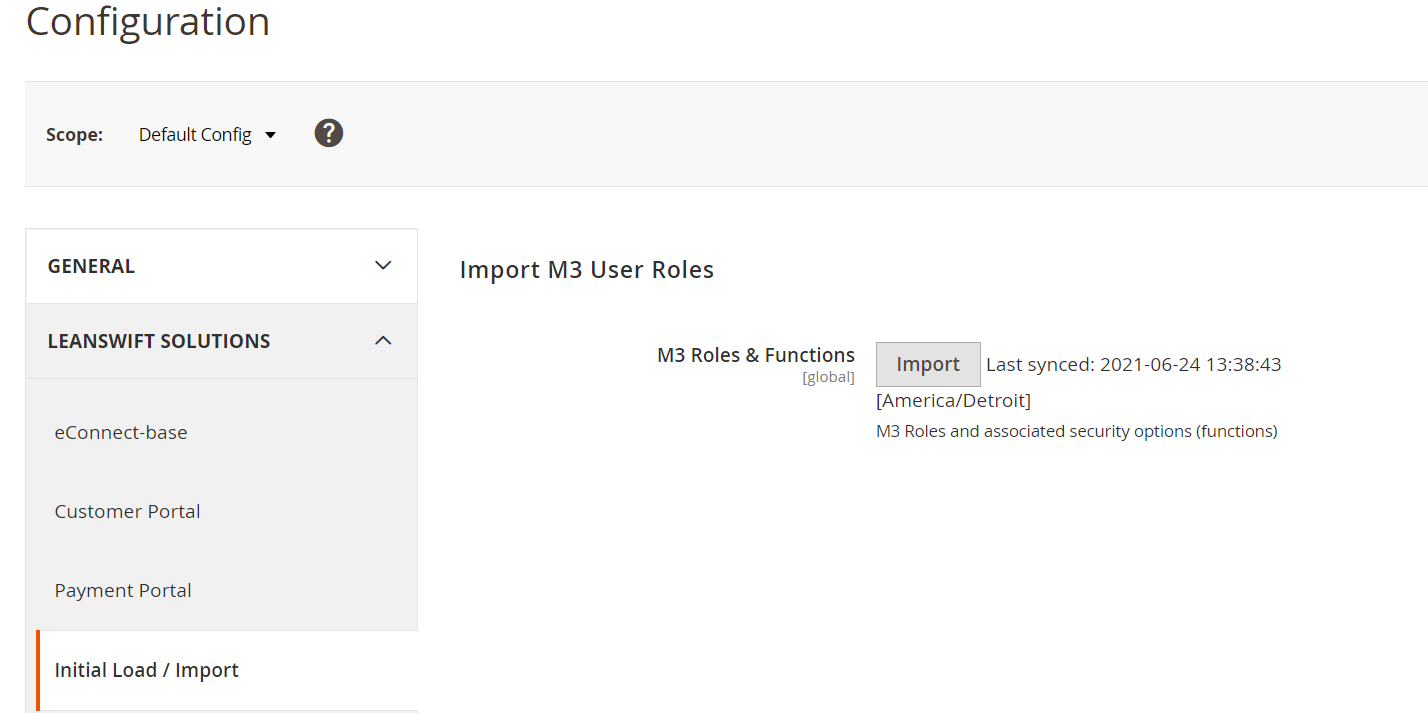 Configuration
Scope: Default Config ?
GENERAL
LEANSWIFT SOLUTIONS
eConnect-base
Customer Portal
Payment Portal
Initial Load / Import
Import M3 User Roles
M3 Roles & Functions
[global]
Import Last synced: 2021-06-24 13:38:43
[America/Detroit]
M3 Roles and associated security options (functions)